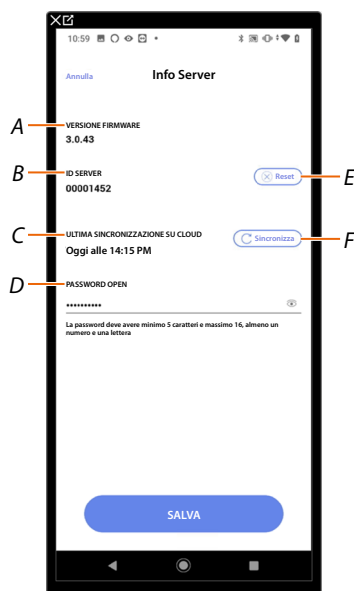 10:59
Annulla
Info Server
A
VERSIONE FIRMWARE
3.0.43
B
ID SERVER
00001452
Reset
E
C
ULTIMA SINCRONIZZAZIONE SU CLOUD
Oggi alle 14:15 PM
Sincronizza
F
D
PASSWORD OPEN
••••••••••
La password deve avere minimo 5 caratteri e massimo 16, almeno un
numero e una lettera
SALVA